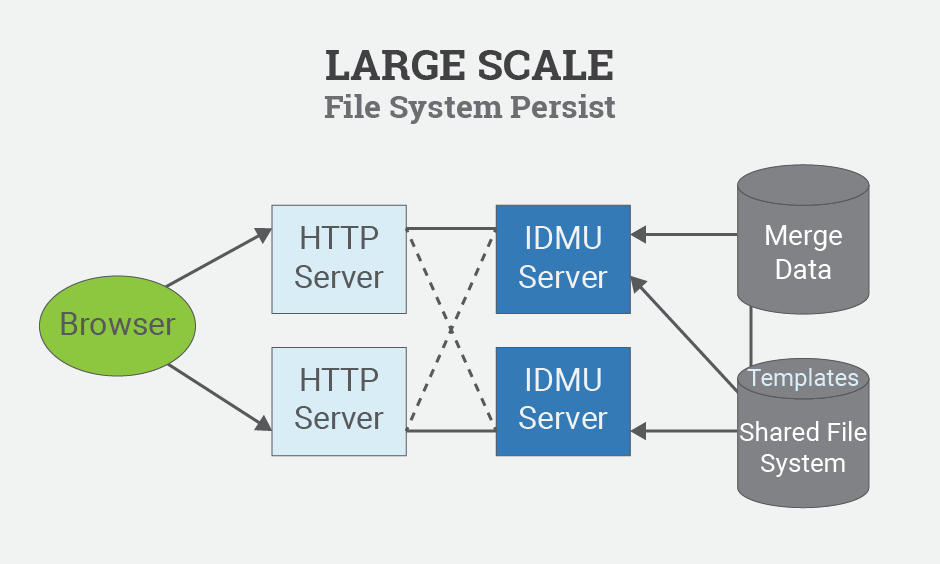 LARGE SCALE
File System Persist
Browser
HTTP
Server
HTTP
Server
IDMU
Server
IDMU
Server
Merge
Data
Templates
Shared File
System